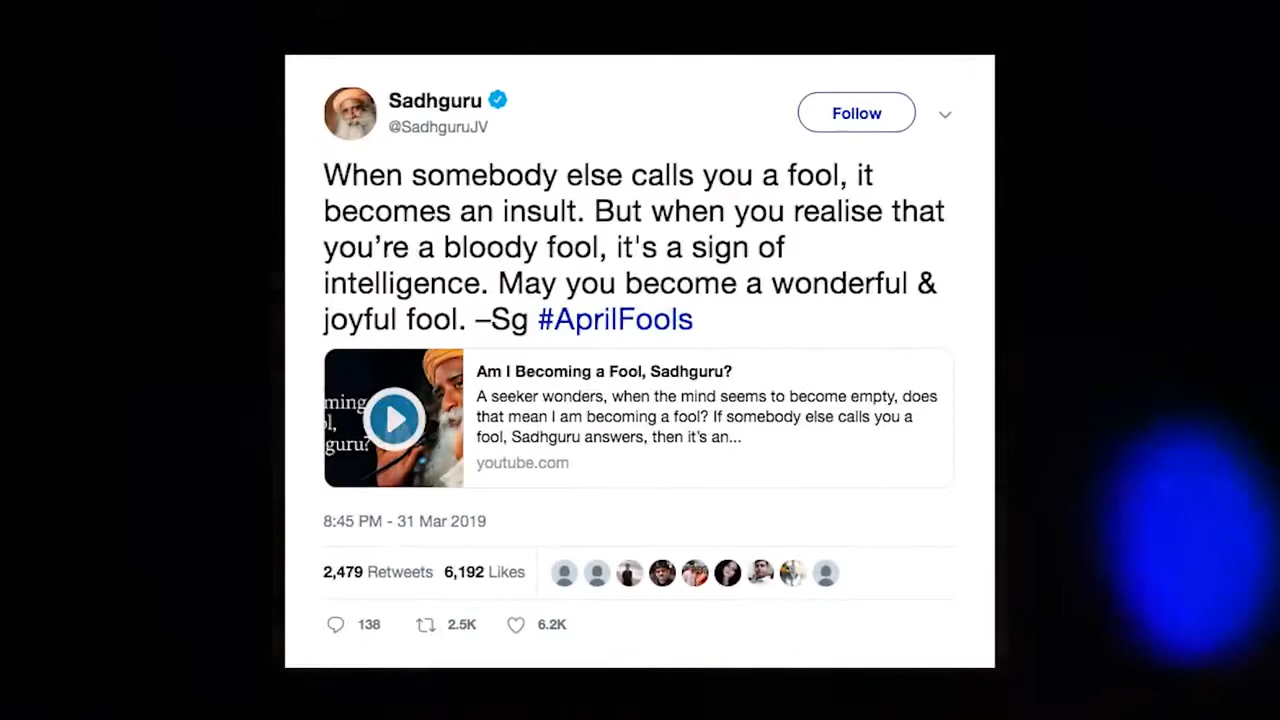 Sadhguru
@SadhguruJV
Follow
When somebody else calls you a fool, it
becomes an insult. But when you realise that
you’re a bloody fool, it's a sign of
intelligence. May you become a wonderful &
joyful fool. –Sg #AprilFools
ming
l,
guru?
Am I Becoming a Fool, Sadhguru?
A seeker wonders, when the mind seems to become empty, does
that mean I am becoming a fool? If somebody else calls you a
fool, Sadhguru answers, then it’s an...
youtube.com
8:45 PM - 31 Mar 2019
2,479 Retweets 6,192 Likes
138 2.5K 6.2K